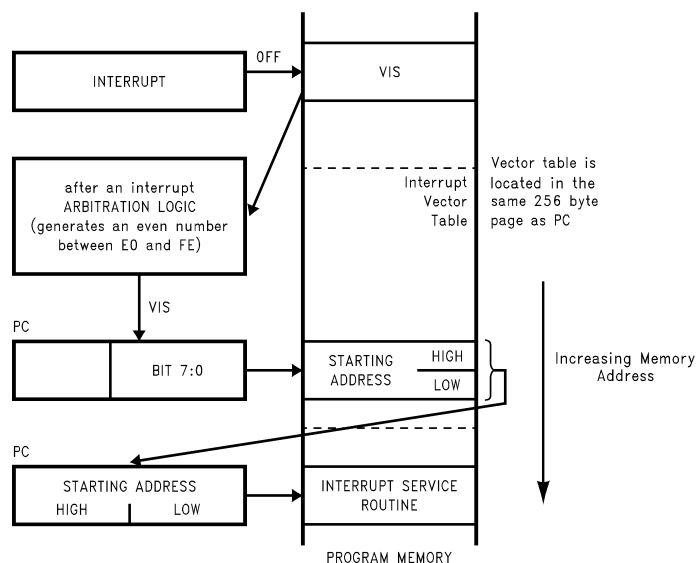 OFF
INTERRUPT
VIS
after an interrupt
ARBITRATION LOGIC
(generates an even number
between E0 and FE)
Interrupt
Vector
Table
Vector table is
located in the
same 256 byte
page as PC
VIS
PC
BIT 7:0
STARTING
ADDRESS
HIGH
LOW
Increasing Memory
Address
PC
STARTING ADDRESS
HIGH
LOW
INTERRUPT SERVICE
ROUTINE
PROGRAM MEMORY